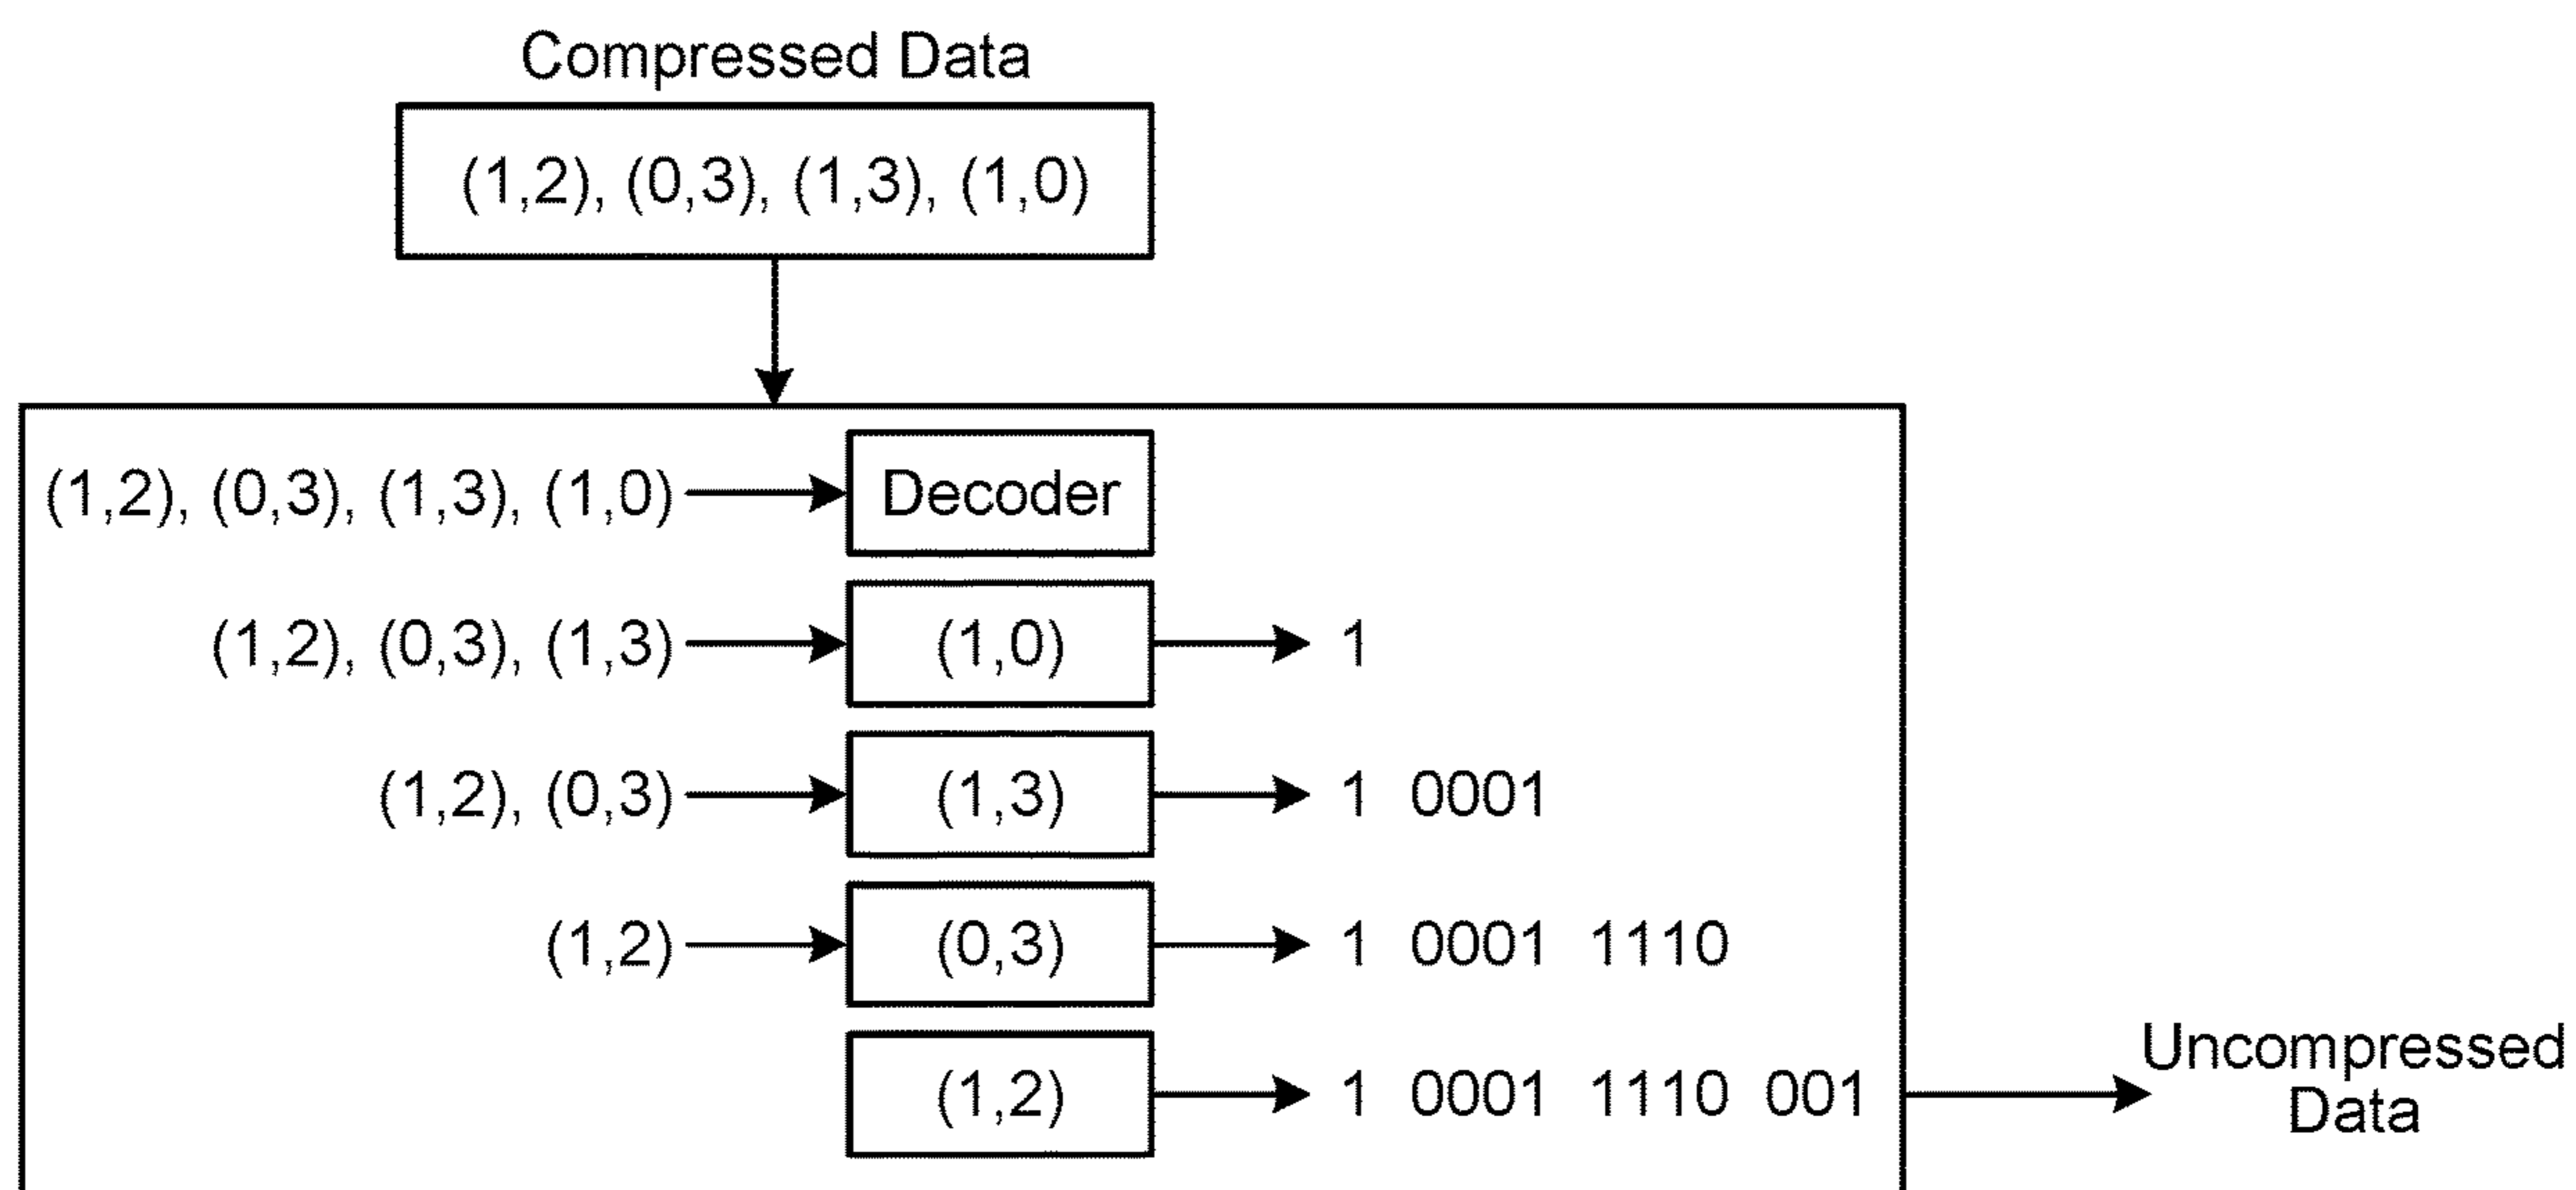 Compressed Data
(1,2), (0,3), (1,3), (1,0)
(1,2), (0,3), (1,3), (1,0) Decoder
(1,2), (0,3), (1,3) (1,0) 1
(1,2), (0,3) (1,3) 1 0001
(1,2) (0,3) 1 0001 1110
(1,2) 1 0001 1110 001
Uncompressed
Data